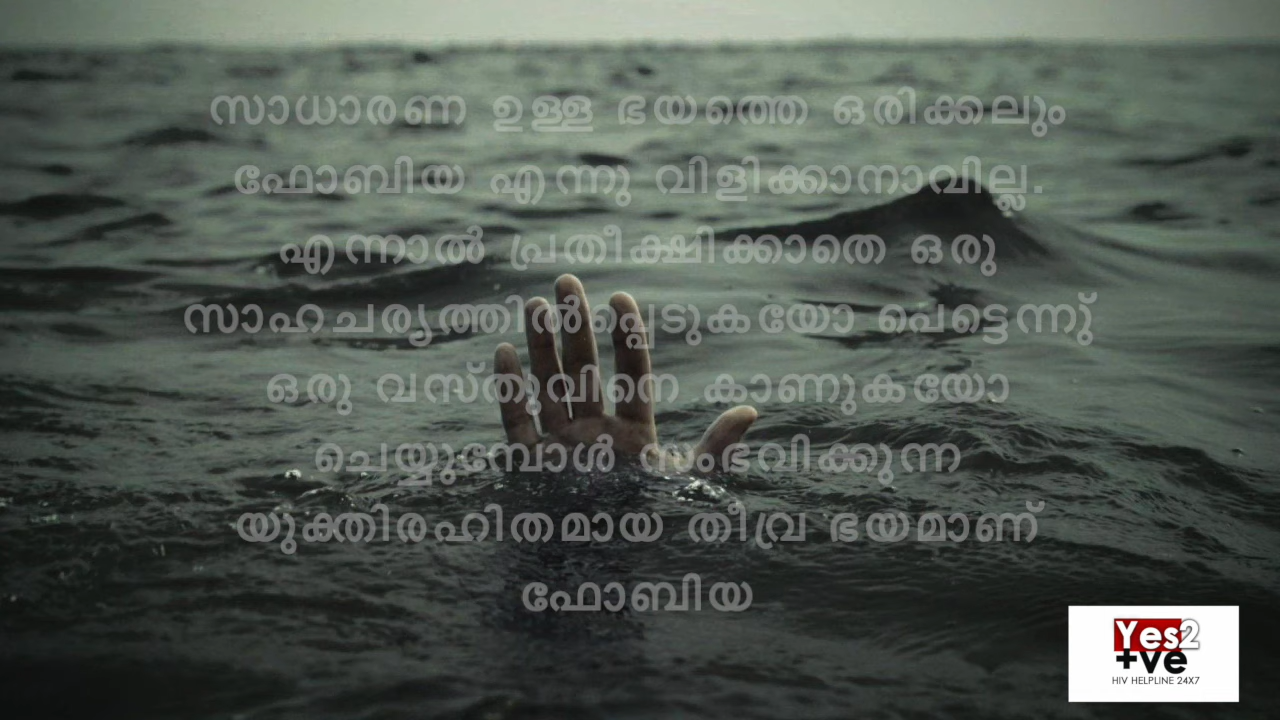 സാധാരണ ഉള്ള ഭയത്തെ ഒരിക്കലും
ഫോബിയ എന്നു വിളിക്കാനാവില്ല.
എന്നാൽ പ്രതീക്ഷിക്കാതെ ഒരു
സാഹചര്യത്തിൽ പെടുകയോ പെട്ടന്ന്
ഒരു വസ്തുവിനെ കാണുകയോ
ചെയ്യുമ്പോൾ അനുഭവിക്കുന്ന
യുക്തിരഹിതമായ തീവ്ര ഭയമാണ്
ഫോബിയ
Yes2
+ve
HIV HELPLINE 24X7